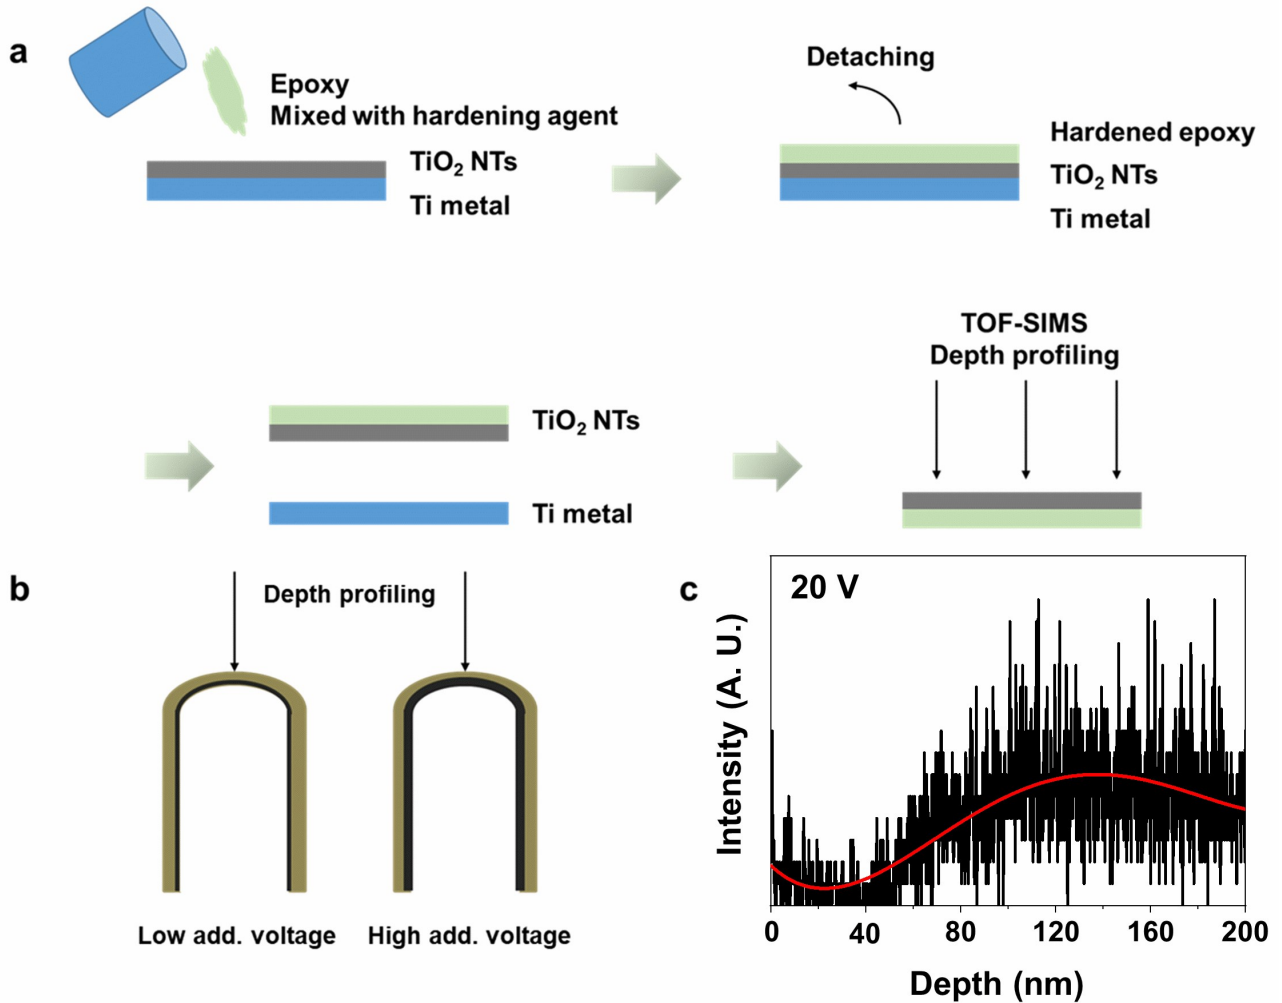 a
Epoxy
Mixed with hardening agent
TiO₂ NTs
Ti metal
Detaching
Hardened epoxy
TiO₂ NTs
Ti metal
TiO₂ NTs
Ti metal
TOF-SIMS
Depth profiling
b
Depth profiling
Low add. voltage
High add. voltage
c
20 V
Intensity (A. U.)
0 40 80 120 160 200
Depth (nm)